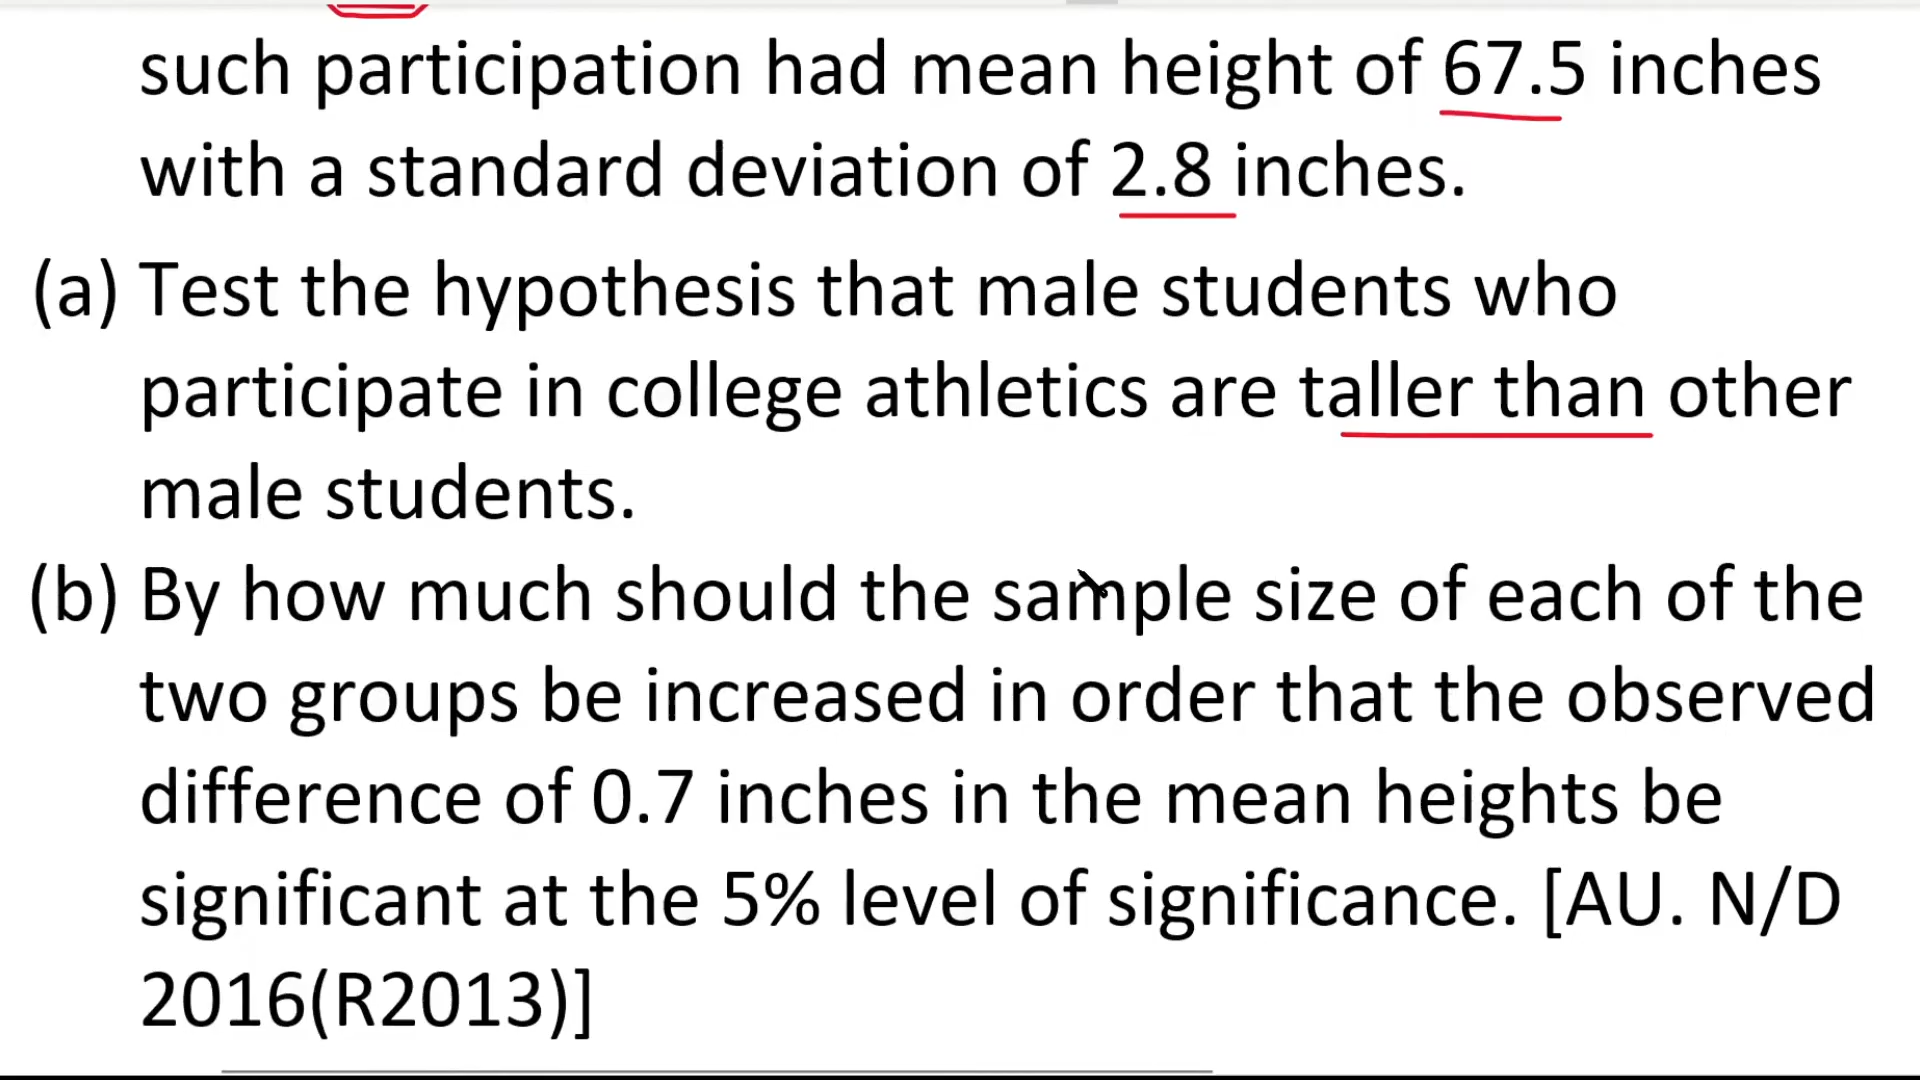 such participation had mean height of 67.5 inches
with a standard deviation of 2.8 inches.
(a) Test the hypothesis that male students who
participate in college athletics are taller than other
male students.
(b) By how much should the sample size of each of the
two groups be increased in order that the observed
difference of 0.7 inches in the mean heights be
significant at the 5% level of significance. [AU. N/D
2016(R2013)]